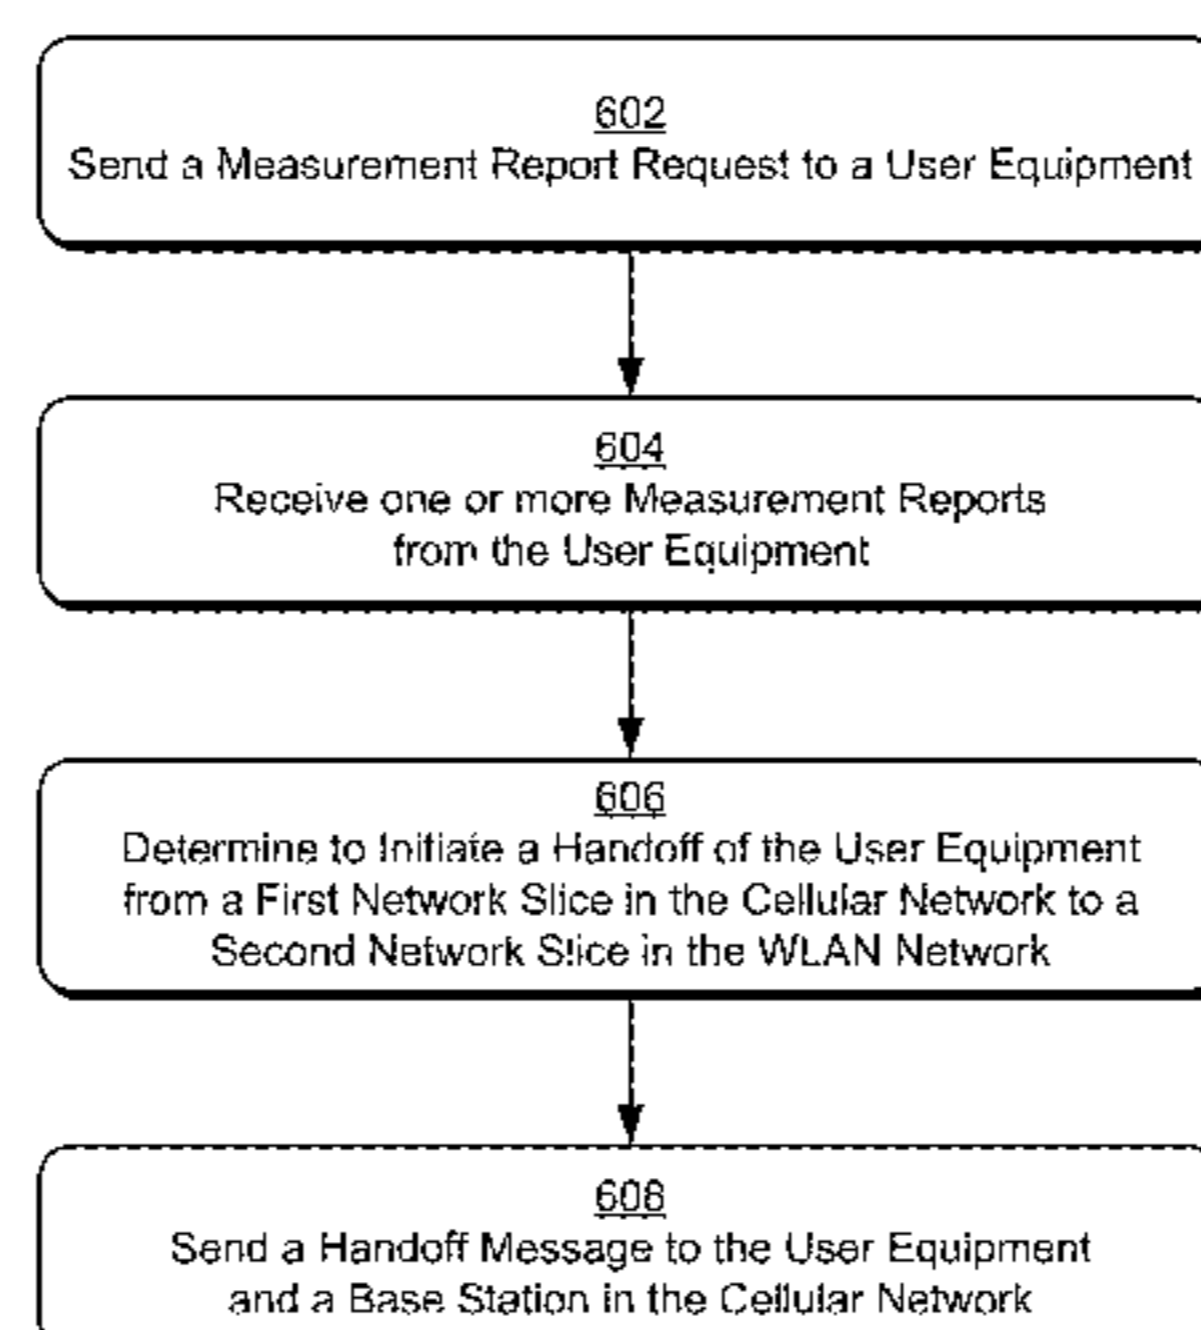 602
Send a Measurement Report Request to a User Equipment
604
Receive one or more Measurement Reports
from the User Equipment
606
Determine to Initiate a Handoff of the User Equipment
from a First Network Slice in the Cellular Network to a
Second Network Slice in the WLAN Network
608
Send a Handoff Message to the User Equipment
and a Base Station in the Cellular Network